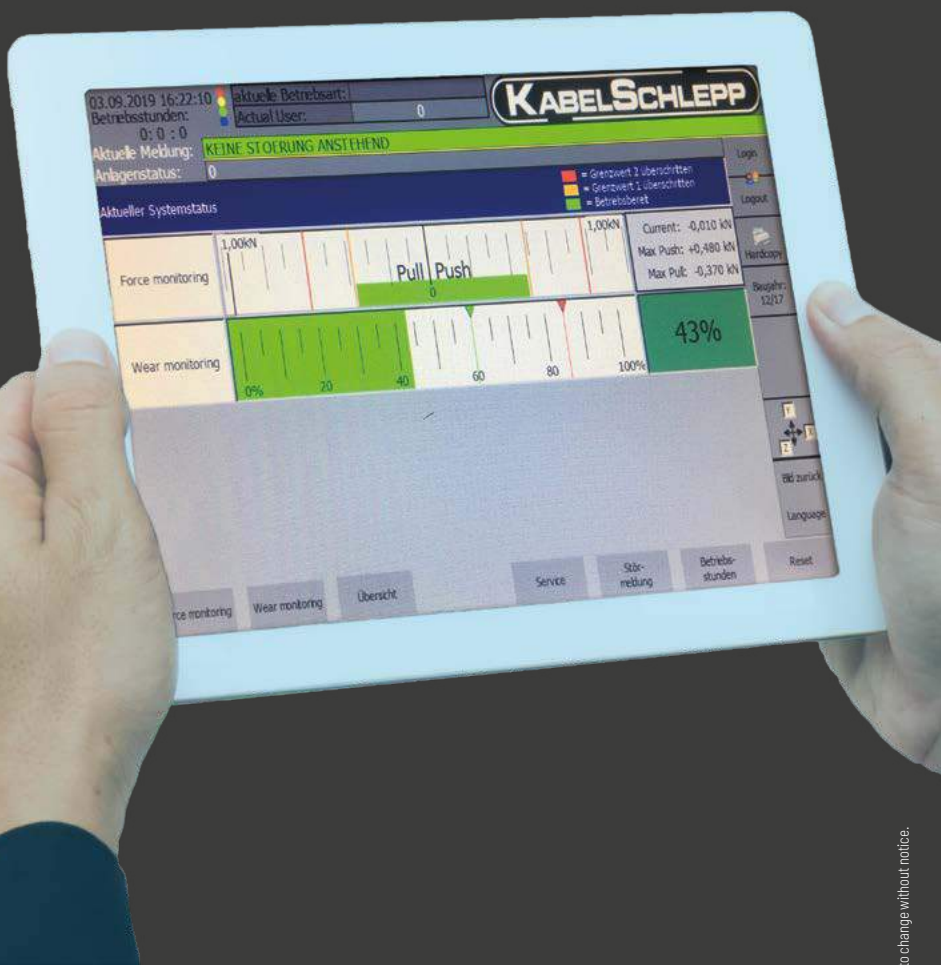 03.09.2019 16:22:10
Betriebsstunden:
0: 0 : 0
aktuelle Betriebsart:
Actual User: 0
KABELSCHLEPP
Aktuelle Meldung: KEINE STOERUNG ANSTEHEND
Anlagenstatus: 0
Login
Aktueller Systemstatus
= Grenzwert 2 überschritten
= Grenzwert 1 überschritten
= Betriebsbereit
Logout
Force monitoring
1,00kN
Pull Push
0
1,00kN
Current: -0,010 kN
Max Push: +0,480 kN
Max Pull: -0,370 kN
Hardcopy
Baujahr:
12/17
Wear monitoring
0% 20 40 60 80 100%
43%
Y
X
Z
Bild zurück
Language
rce monitoring
Wear monitoring
Übersicht
Service
Stör-
meldung
Betriebs-
stunden
Reset
to change without notice.